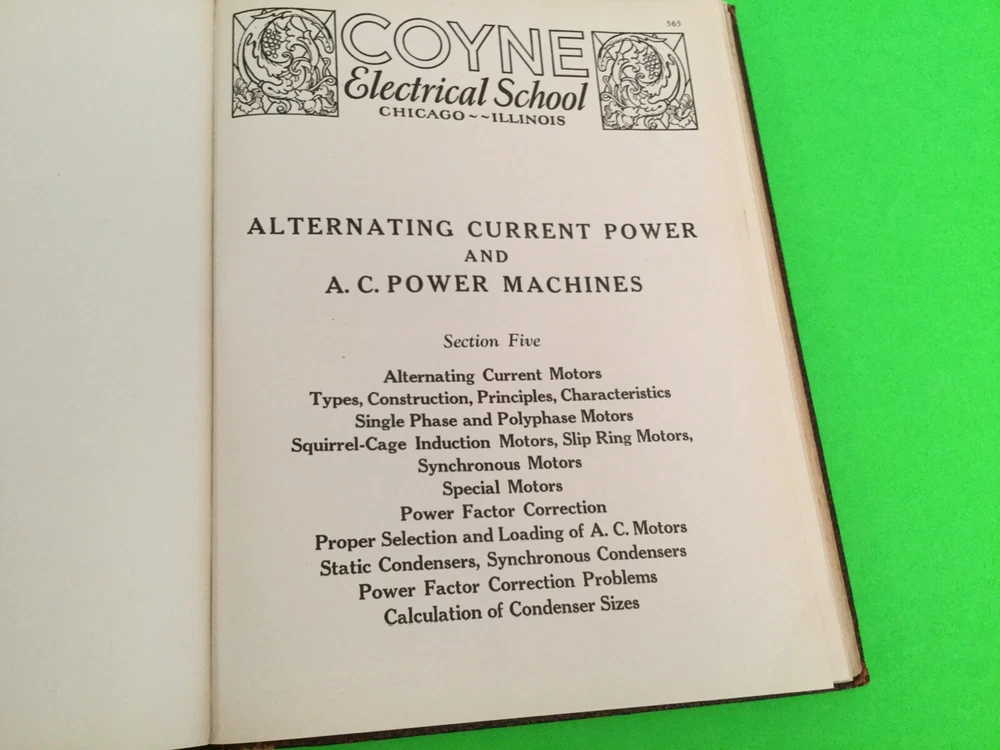 565
COYNE
Electrical School
CHICAGO ~~ ILLINOIS
ALTERNATING CURRENT POWER
AND
A. C. POWER MACHINES
Section Five
Alternating Current Motors
Types, Construction, Principles, Characteristics
Single Phase and Polyphase Motors
Squirrel-Cage Induction Motors, Slip Ring Motors,
Synchronous Motors
Special Motors
Power Factor Correction
Proper Selection and Loading of A. C. Motors
Static Condensers, Synchronous Condensers
Power Factor Correction Problems
Calculation of Condenser Sizes